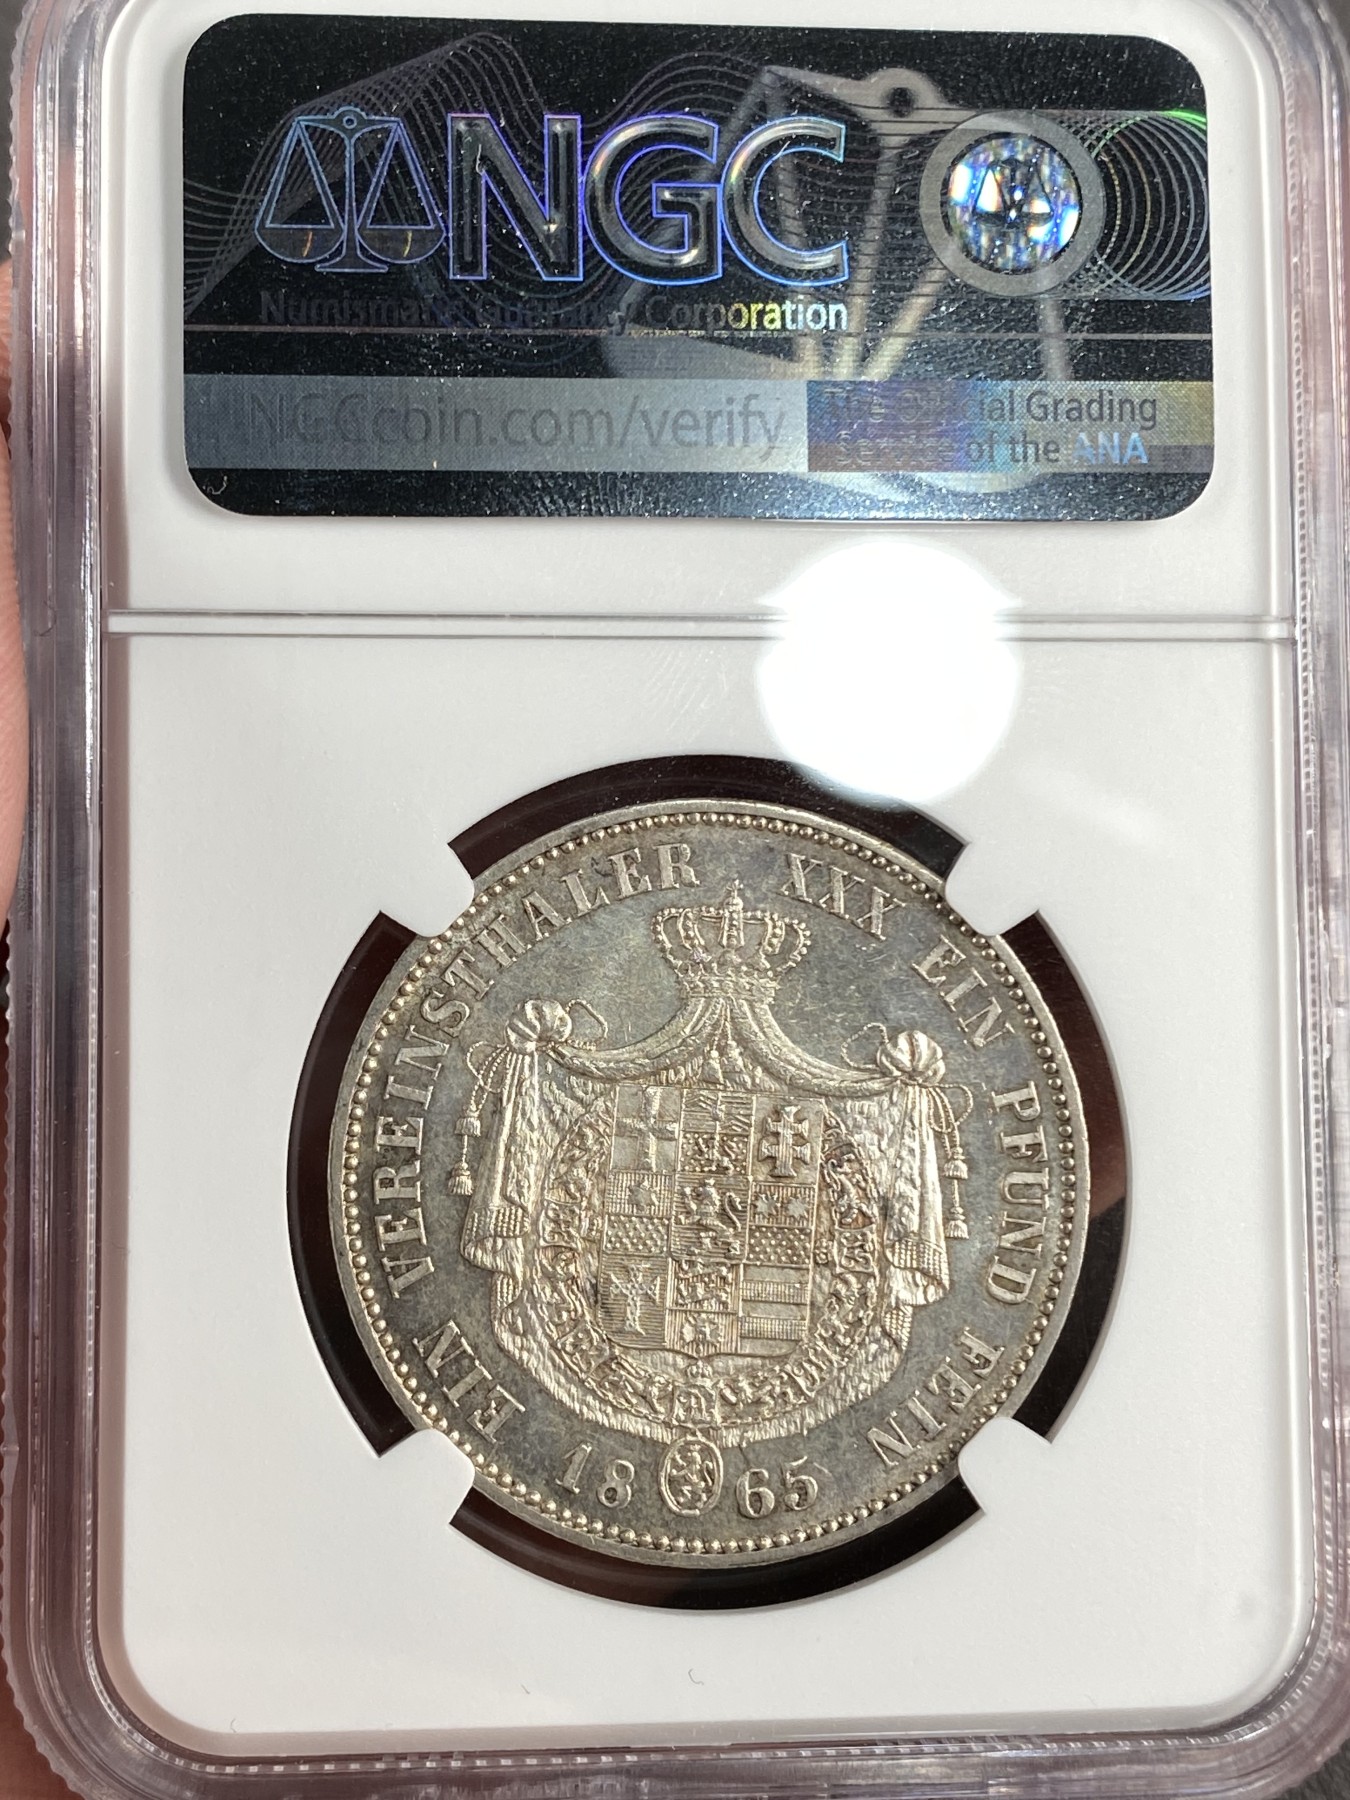 NGC
Numismatic Guaranty Corporation
NGCcoin.com/verify
The Official Grading
Service of the ANA
EIN VEREINSTHALER XXX EIN PFUND FEIN
1865